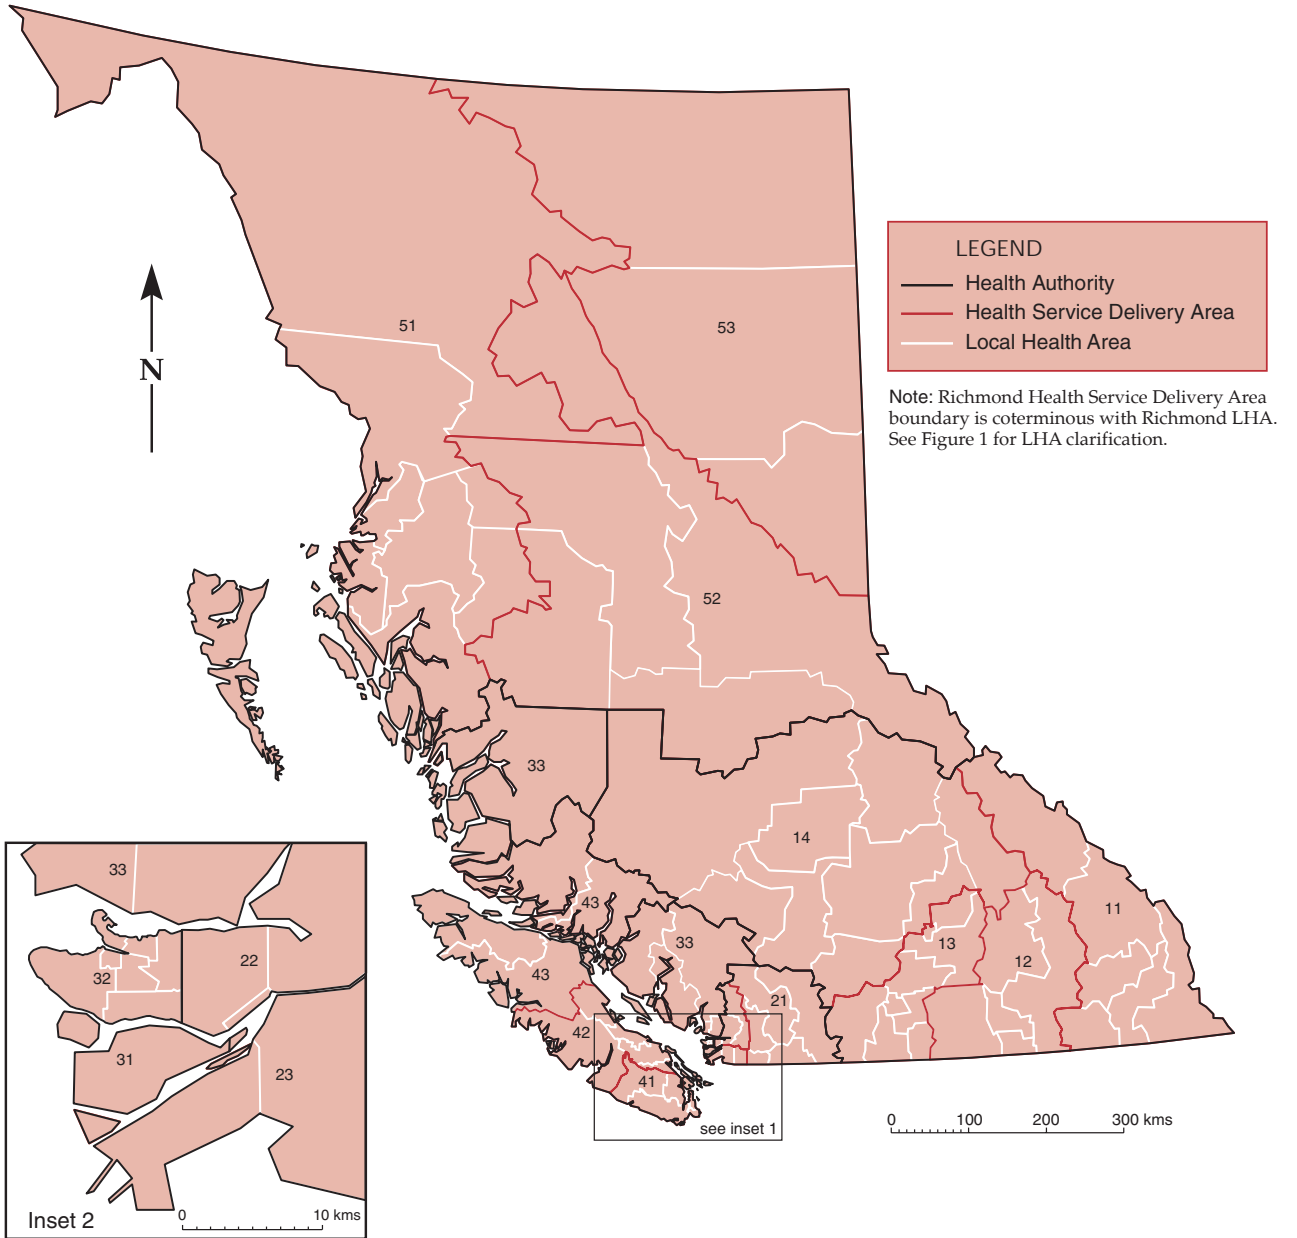 51
53
N
LEGEND
Health Authority
Health Service Delivery Area
Local Health Area
Note: Richmond Health Service Delivery Area
boundary is coterminous with Richmond LHA.
See Figure 1 for LHA clarification.
52
33
14
43
33
11
13
12
43
21
42
41
see inset 1
0 100 200 300 kms
33
32
22
31
23
Inset 2
0 10 kms